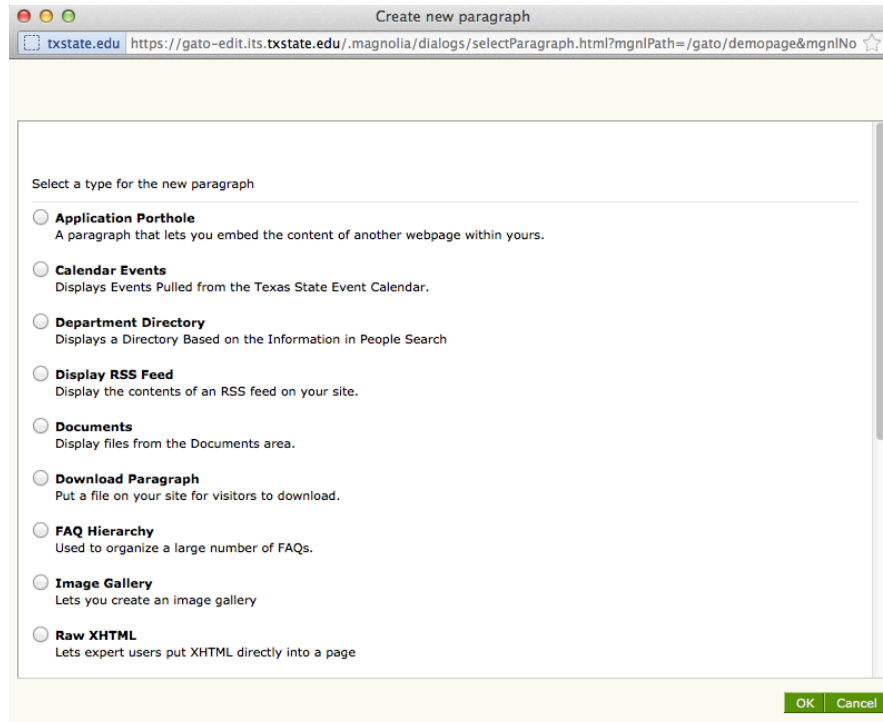 Create new paragraph
txstate.edu https://gato-edit.its.txstate.edu/.magnolia/dialogs/selectParagraph.html?mgnlPath=/gato/demopage&mgnlNo
Select a type for the new paragraph
Application Porthole
A paragraph that lets you embed the content of another webpage within yours.
Calendar Events
Displays Events Pulled from the Texas State Event Calendar.
Department Directory
Displays a Directory Based on the Information in People Search
Display RSS Feed
Display the contents of an RSS feed on your site.
Documents
Display files from the Documents area.
Download Paragraph
Put a file on your site for visitors to download.
FAQ Hierarchy
Used to organize a large number of FAQs.
Image Gallery
Lets you create an image gallery
Raw XHTML
Lets expert users put XHTML directly into a page
OK Cancel